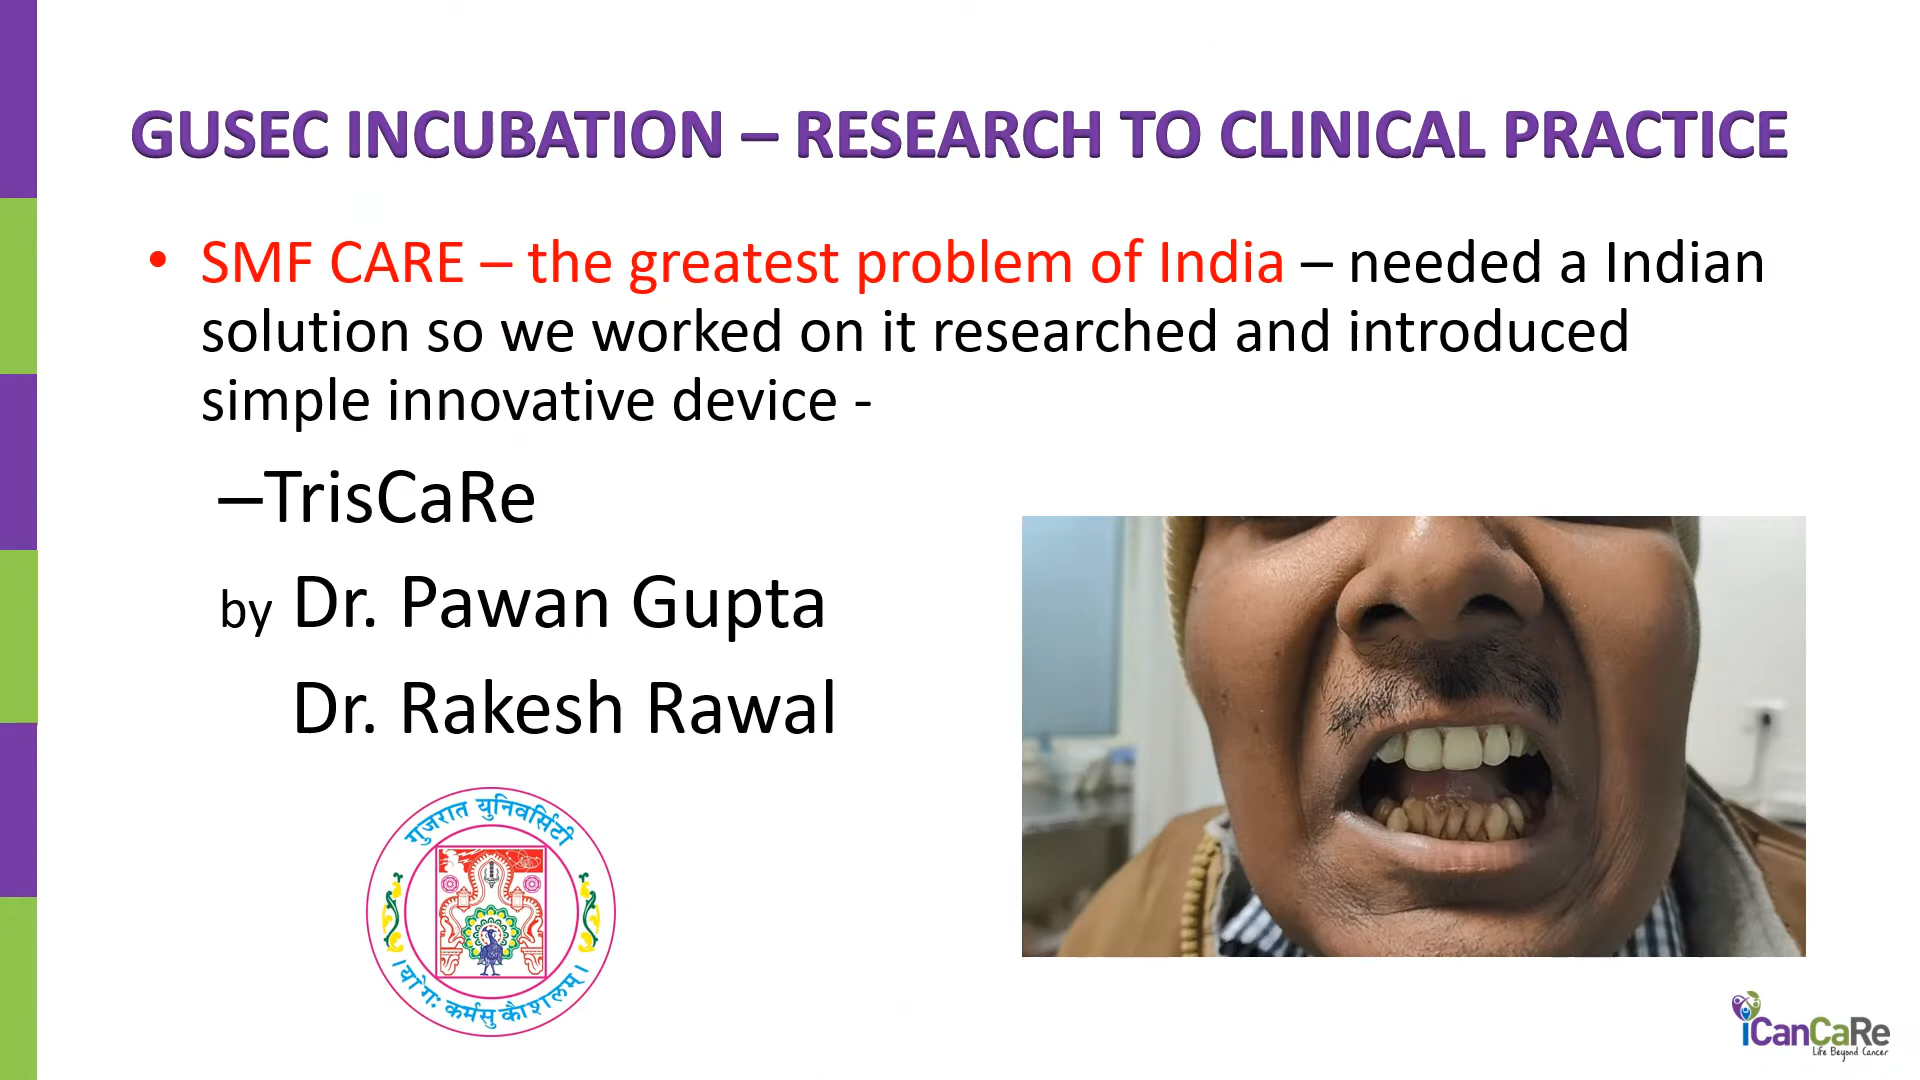 GUSEC INCUBATION – RESEARCH TO CLINICAL PRACTICE
• SMF CARE – the greatest problem of India – needed a Indian
solution so we worked on it researched and introduced
simple innovative device -
–TrisCaRe
by Dr. Pawan Gupta
Dr. Rakesh Rawal
गुजरात युनिवर्सिटी
। योगः कर्मसु कौशलम् ।
iCanCaRe
Life Beyond Cancer